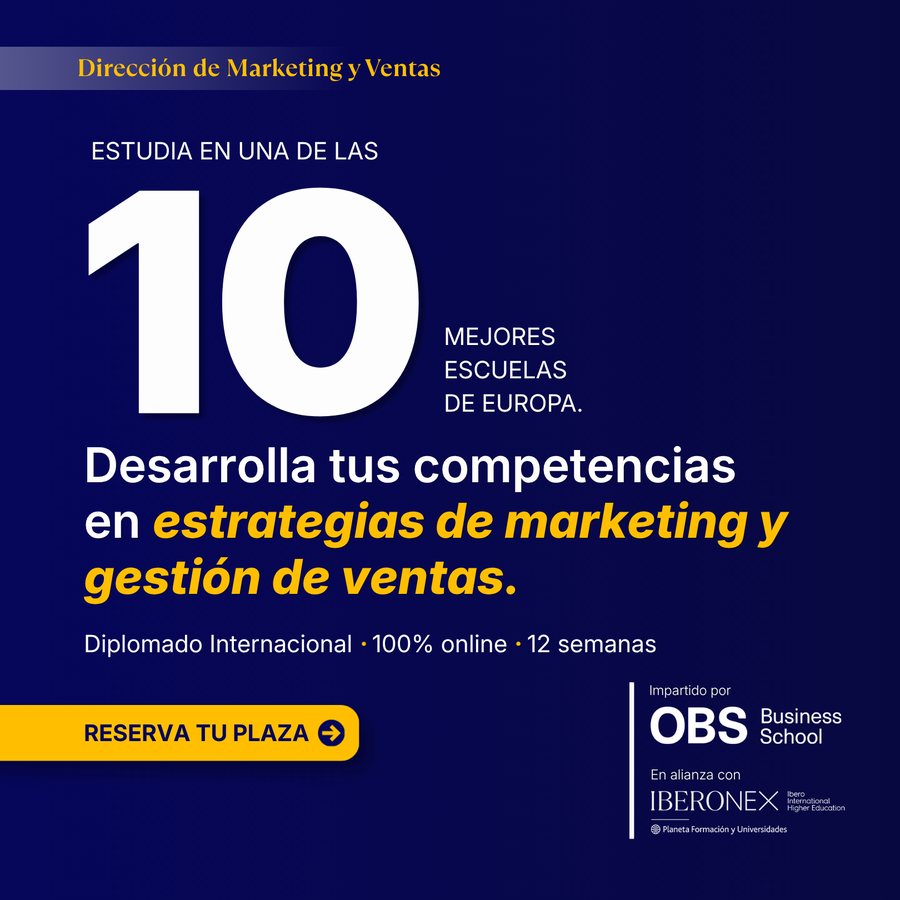 Dirección de Marketing y Ventas
ESTUDIA EN UNA DE LAS
10
MEJORES
ESCUELAS
DE EUROPA.
Desarrolla tus competencias
en estrategias de marketing y
gestión de ventas.
Diplomado Internacional · 100% online · 12 semanas
RESERVA TU PLAZA
Impartido por
OBS Business
School
En alianza con
IBERONEX
Ibero
International
Higher Education
Planeta Formación y Universidades